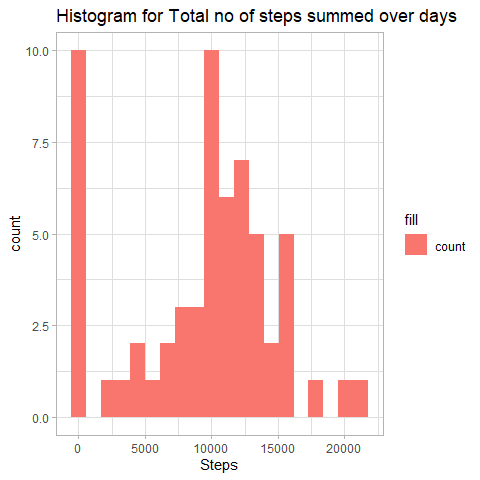 Histogram for Total no of steps summed over days
10.0
7.5
5.0
2.5
0.0
count
0 5000 10000 15000 20000
Steps
fill
count